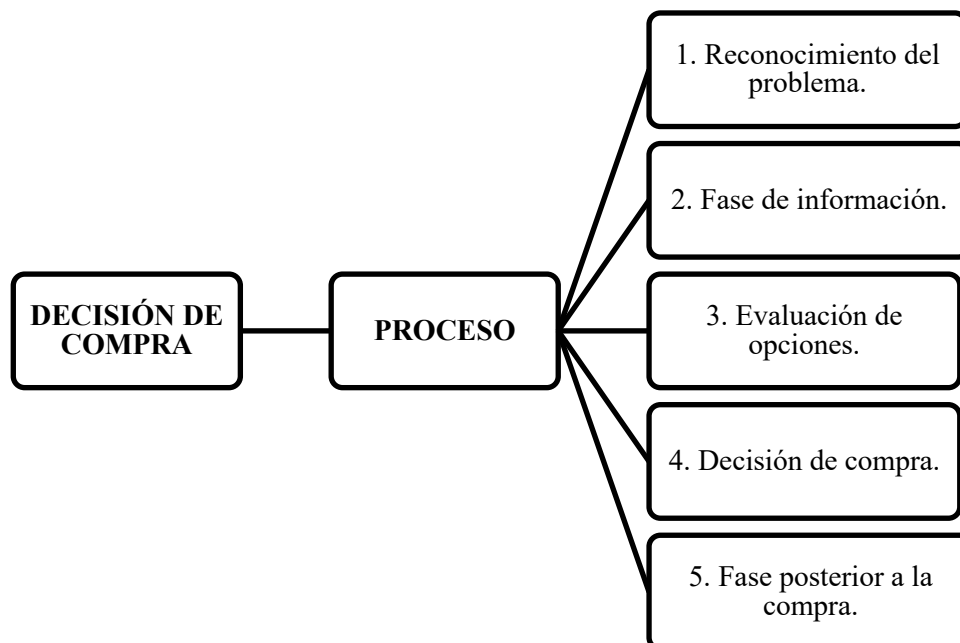 1. Reconocimiento del
problema.
2. Fase de información.
DECISIÓN DE
COMPRA
PROCESO
3. Evaluación de
opciones.
4. Decisión de compra.
5. Fase posterior a la
compra.